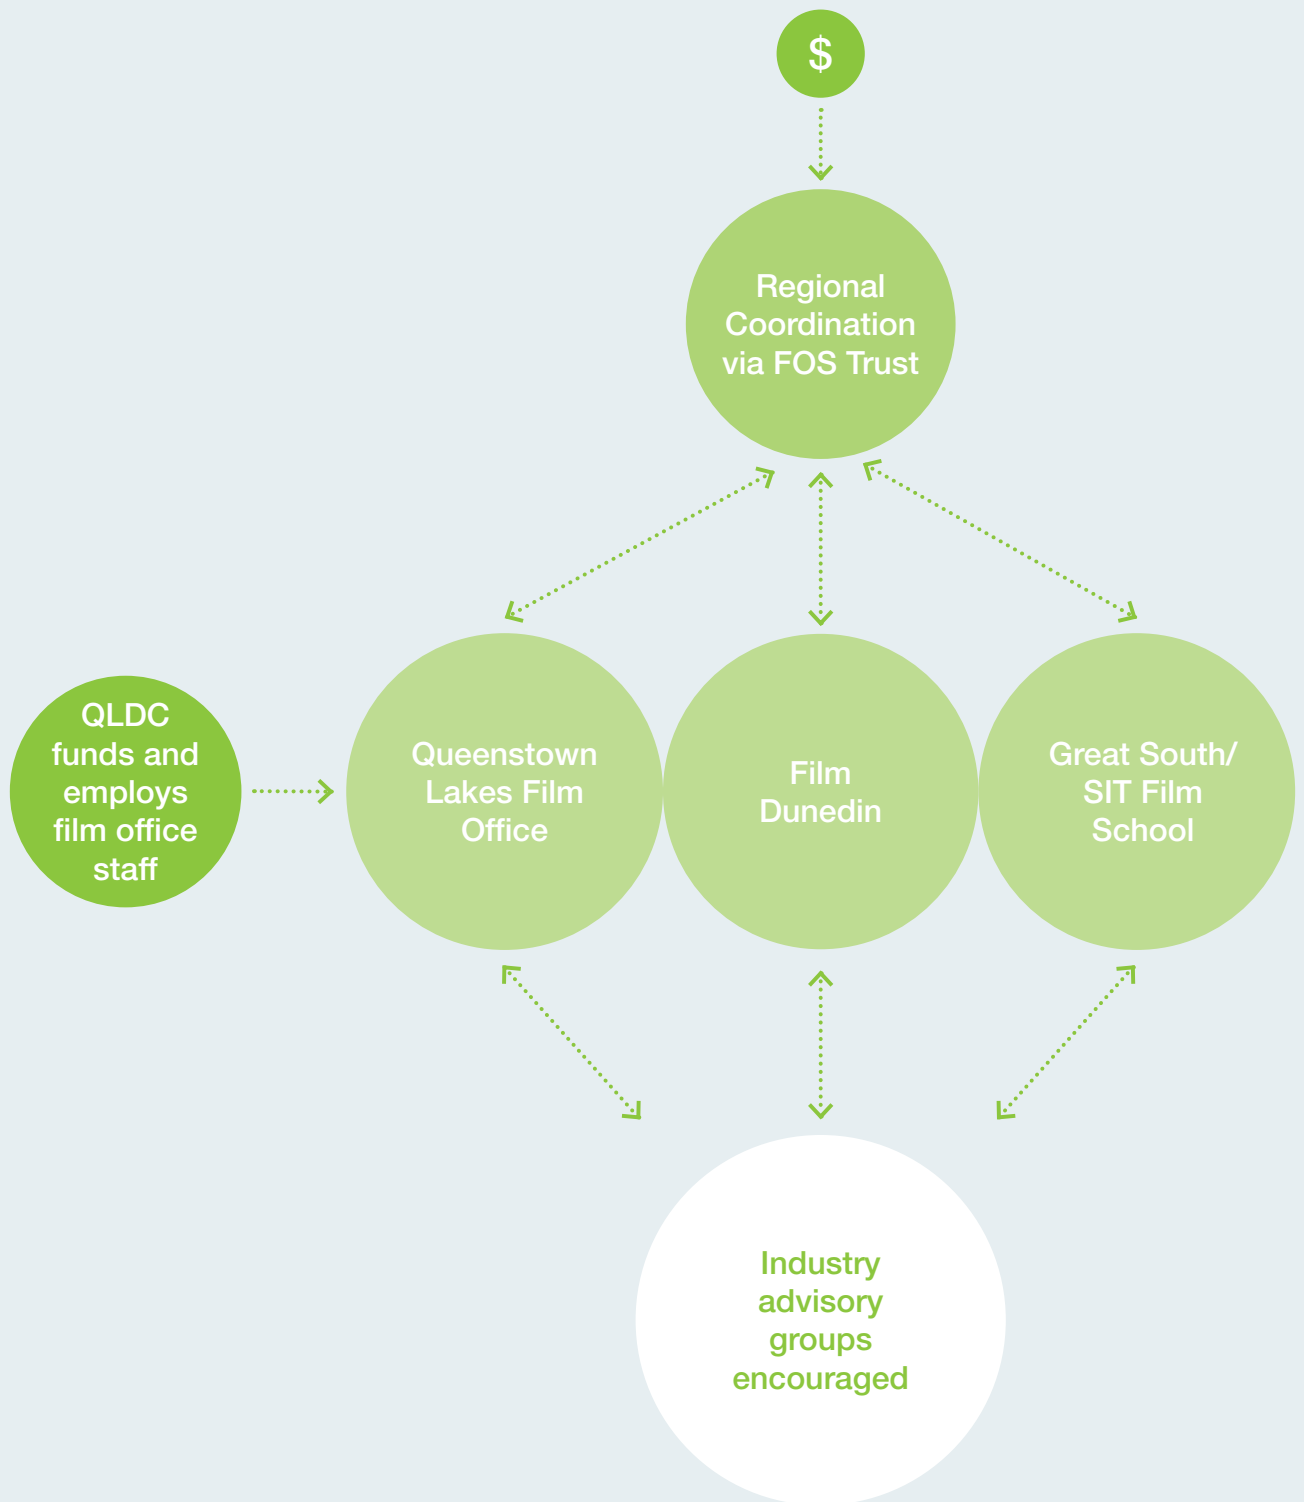 $
Regional
Coordination
via FOS Trust
QLDC
funds and
employs
film office
staff
Queenstown
Lakes Film
Office
Film
Dunedin
Great South/
SIT Film
School
Industry
advisory
groups
encouraged